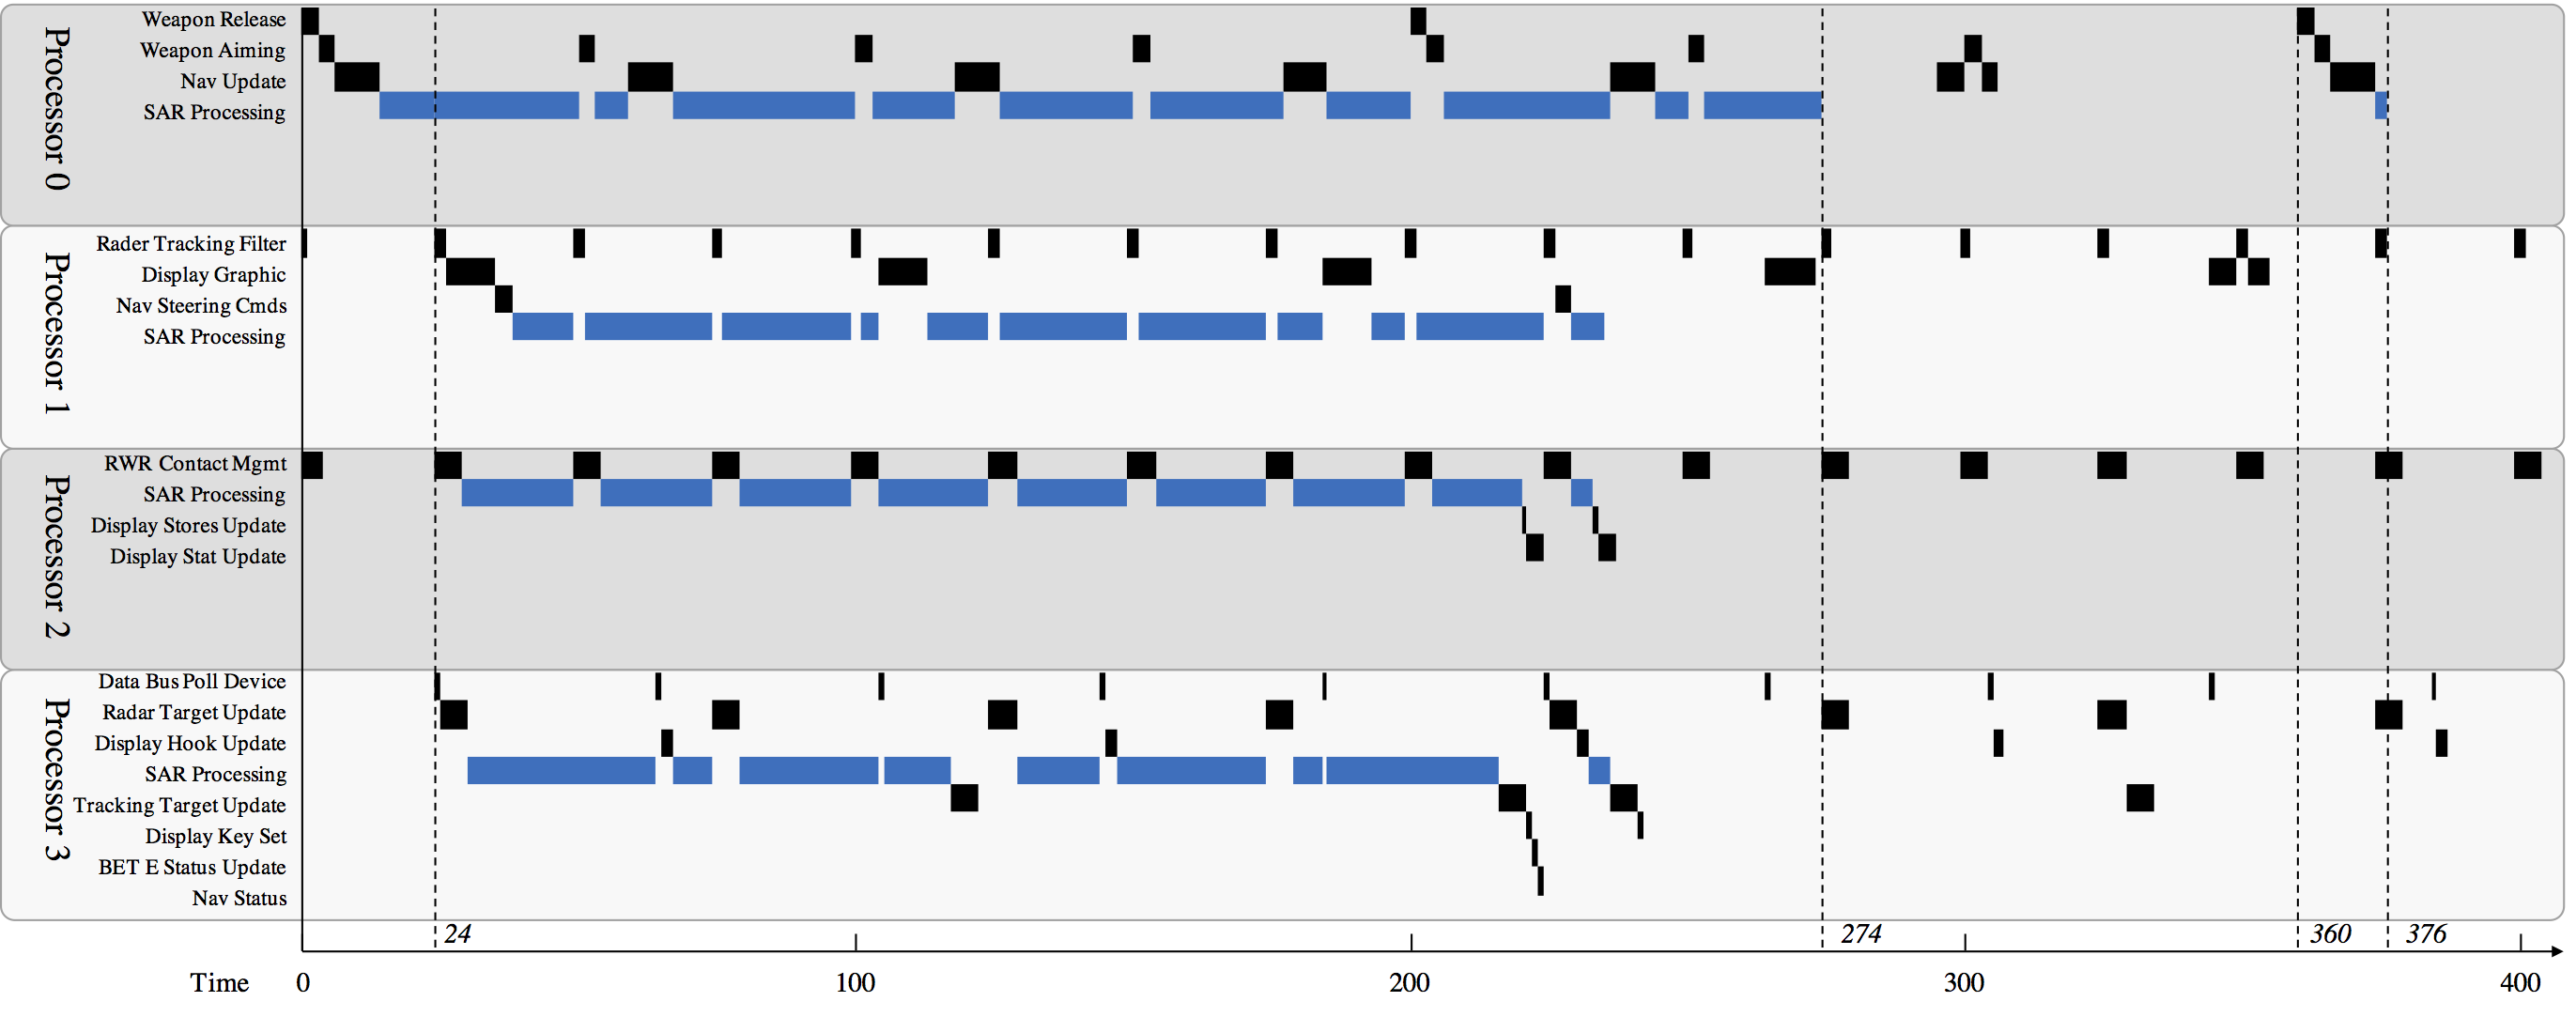 Processor 0
Weapon Release
Weapon Aiming
Nav Update
SAR Processing
Processor 1
Rader Tracking Filter
Display Graphic
Nav Steering Cmds
SAR Processing
Processor 2
RWR Contact Mgmt
SAR Processing
Display Stores Update
Display Stat Update
Processor 3
Data Bus Poll Device
Radar Target Update
Display Hook Update
SAR Processing
Tracking Target Update
Display Key Set
BET E Status Update
Nav Status
24 274 360 376
Time 0 100 200 300 400